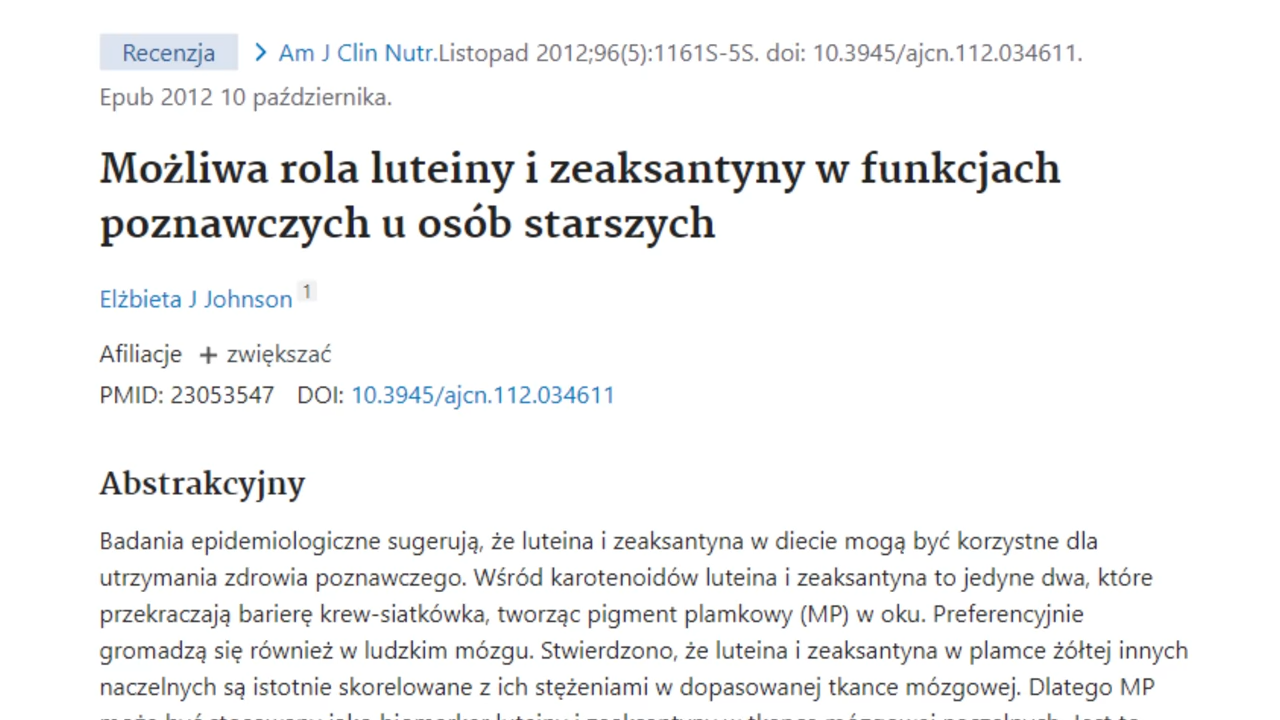 Recenzja > Am J Clin Nutr.Listopad 2012;96(5):1161S-5S. doi: 10.3945/ajcn.112.034611.
Epub 2012 10 października.
Możliwa rola luteiny i zeaksantyny w funkcjach
poznawczych u osób starszych
Elżbieta J Johnson 1
Afiliacje + zwiększać
PMID: 23053547 DOI: 10.3945/ajcn.112.034611
Abstrakcyjny
Badania epidemiologiczne sugerują, że luteina i zeaksantyna w diecie mogą być korzystne dla
utrzymania zdrowia poznawczego. Wśród karotenoidów luteina i zeaksantyna to jedyne dwa, które
przekraczają barierę krew-siatkówka, tworząc pigment plamkowy (MP) w oku. Preferencyjnie
gromadzą się również w ludzkim mózgu. Stwierdzono, że luteina i zeaksantyna w plamce żółtej innych
naczelnych są istotnie skorelowane z ich stężeniami w dopasowanej tkance mózgowej. Dlatego MP